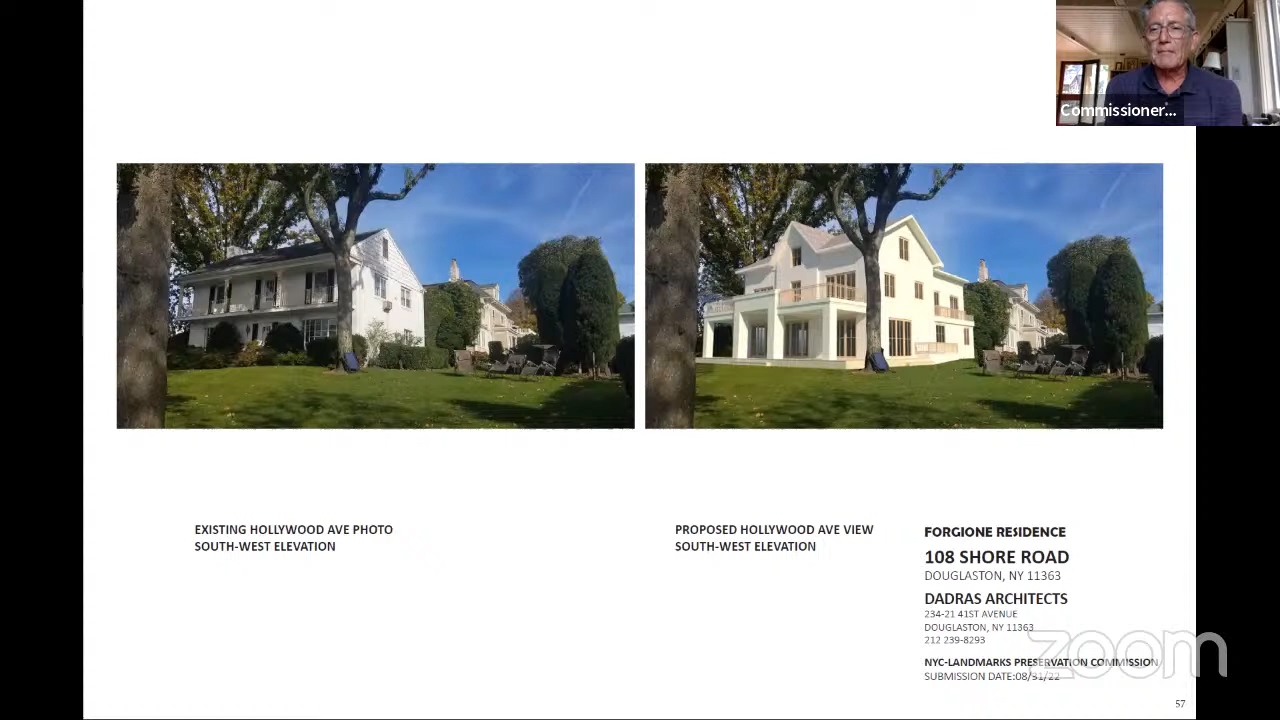 Commissioner...
EXISTING HOLLYWOOD AVE PHOTO
SOUTH-WEST ELEVATION
PROPOSED HOLLYWOOD AVE VIEW
SOUTH-WEST ELEVATION
FORGIONE RESIDENCE
108 SHORE ROAD
DOUGLASTON, NY 11363
DADRAS ARCHITECTS
234-21 41ST AVENUE
DOUGLASTON, NY 11363
212 239-8293
NYC-LANDMARKS PRESERVATION COMMISSION
SUBMISSION DATE:08/31/22
zoom
57